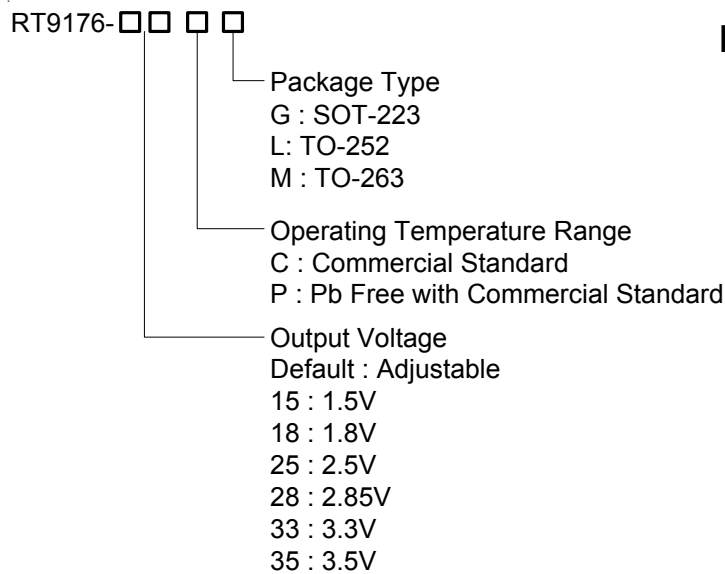 RT9176-
Package Type
G : SOT-223
L: TO-252
M : TO-263
Operating Temperature Range
C : Commercial Standard
P : Pb Free with Commercial Standard
Output Voltage
Default : Adjustable
15 : 1.5V
18 : 1.8V
25 : 2.5V
28 : 2.85V
33 : 3.3V
35 : 3.5V